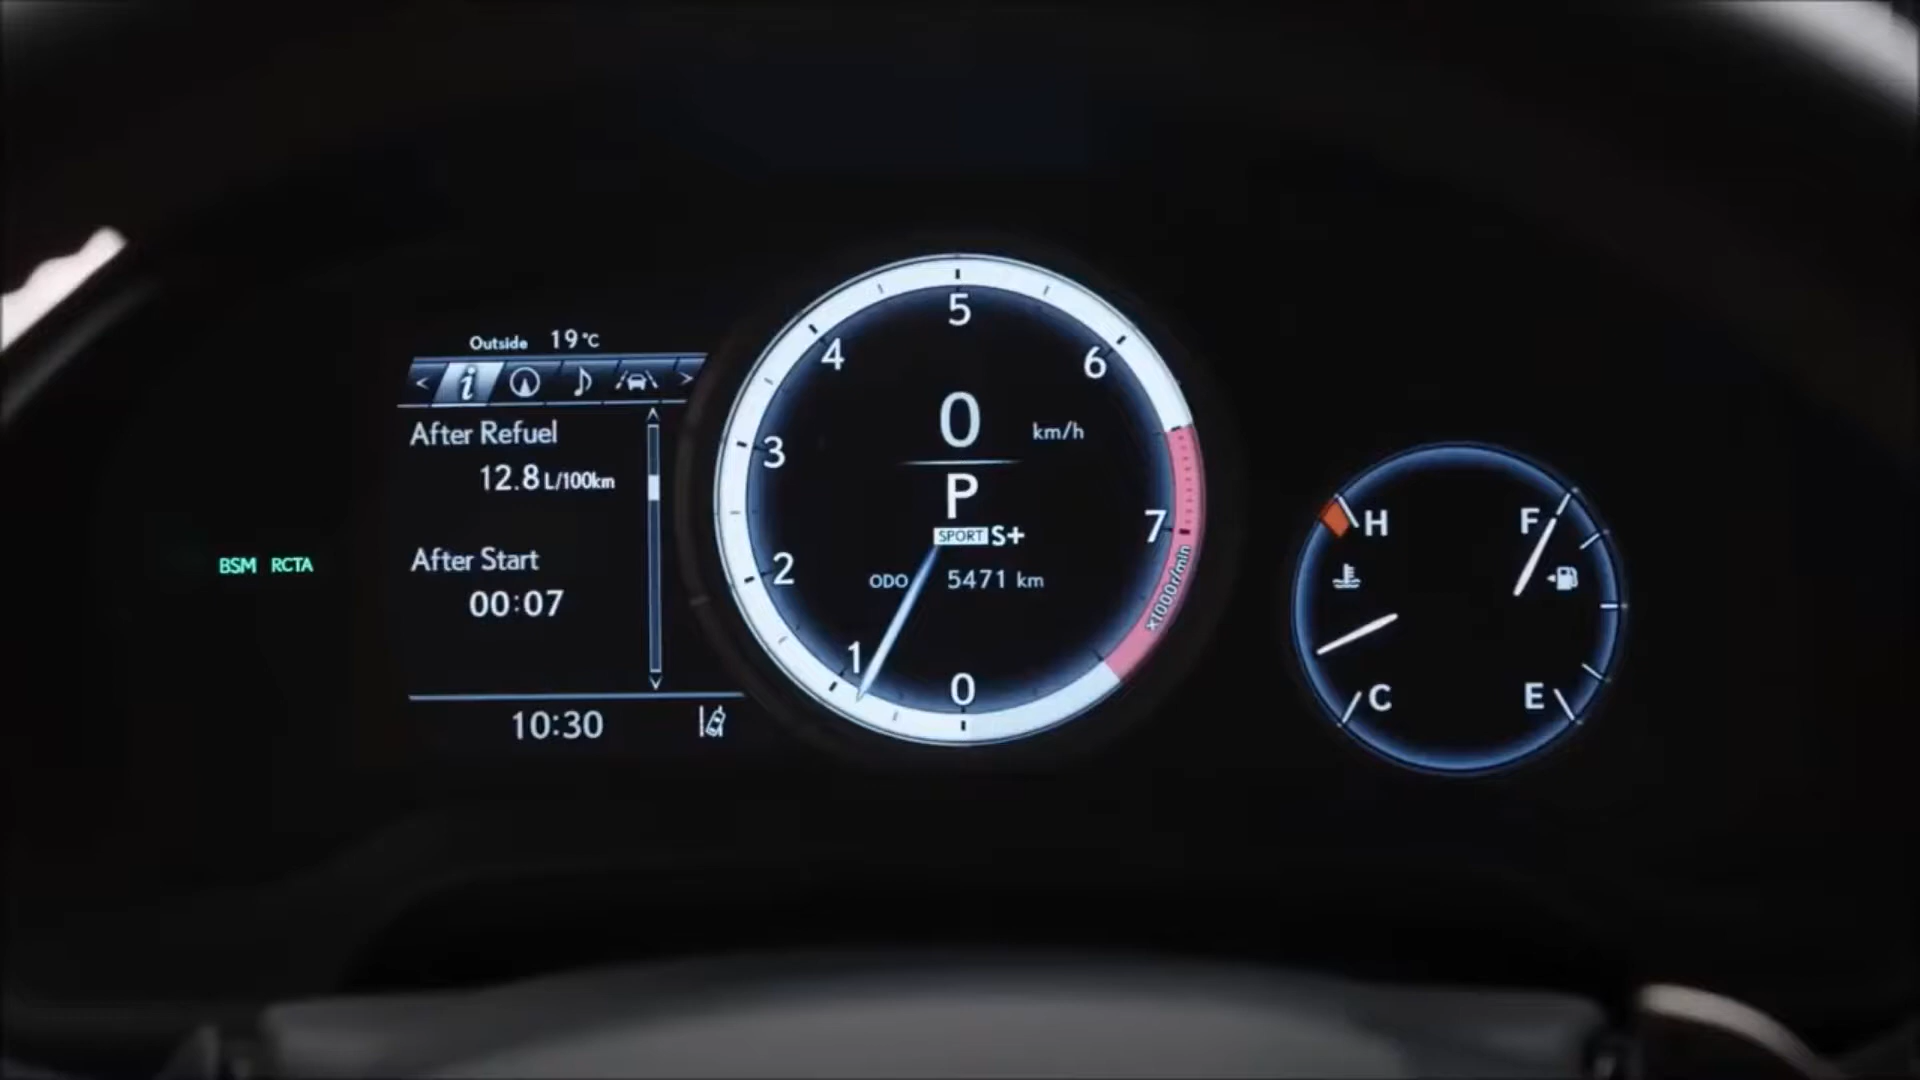 Outside 19°C
< i >
After Refuel
12.8 L/100km
After Start
00:07
10:30
BSM RCTA
5
4
6
3
7
2
1
0
0 km/h
P
SPORT S+
ODO 5471 km
x1000r/min
H
F
C
E